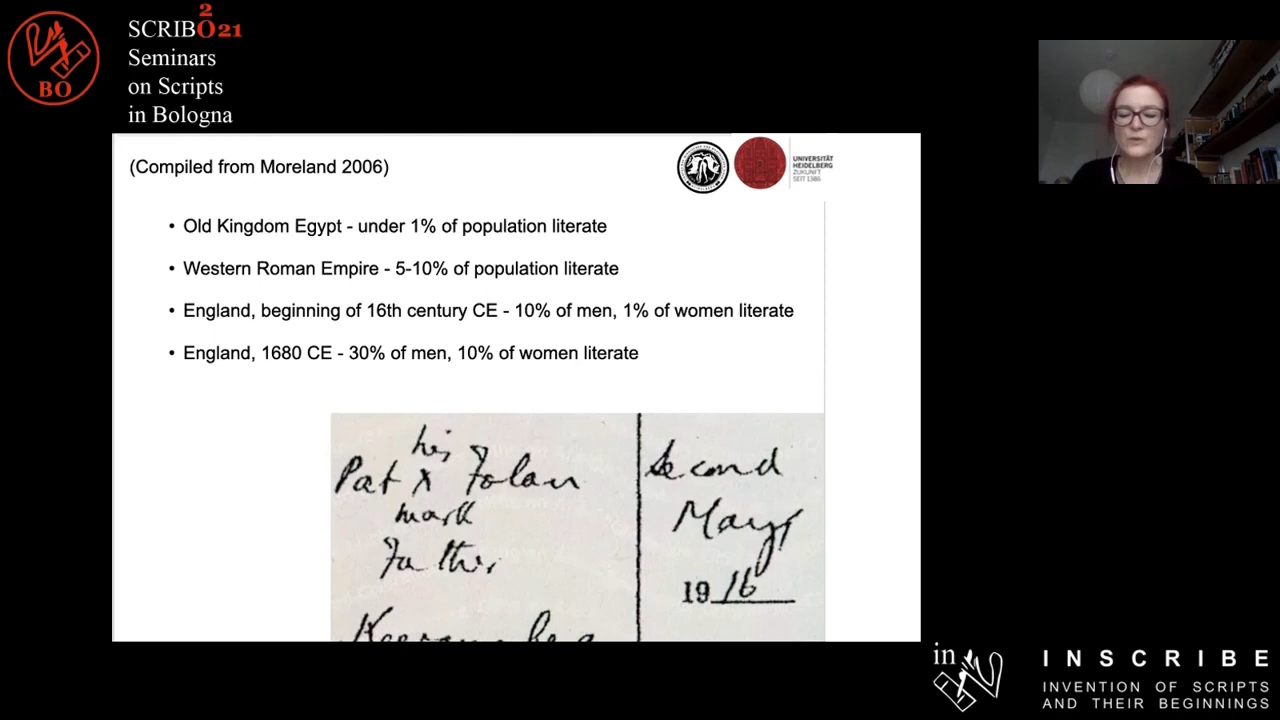 SCRIBO 2021
Seminars
on Scripts
in Bologna
BO
(Compiled from Moreland 2006)
UNIVERSITÄT
HEIDELBERG
ZUKUNFT
SEIT 1386
• Old Kingdom Egypt - under 1% of population literate
• Western Roman Empire - 5-10% of population literate
• England, beginning of 16th century CE - 10% of men, 1% of women literate
• England, 1680 CE - 30% of men, 10% of women literate
his
Pat X Folan
mark
Father
Second
May
1916
in
INSCRIBE
INVENTION OF SCRIPTS
AND THEIR BEGINNINGS